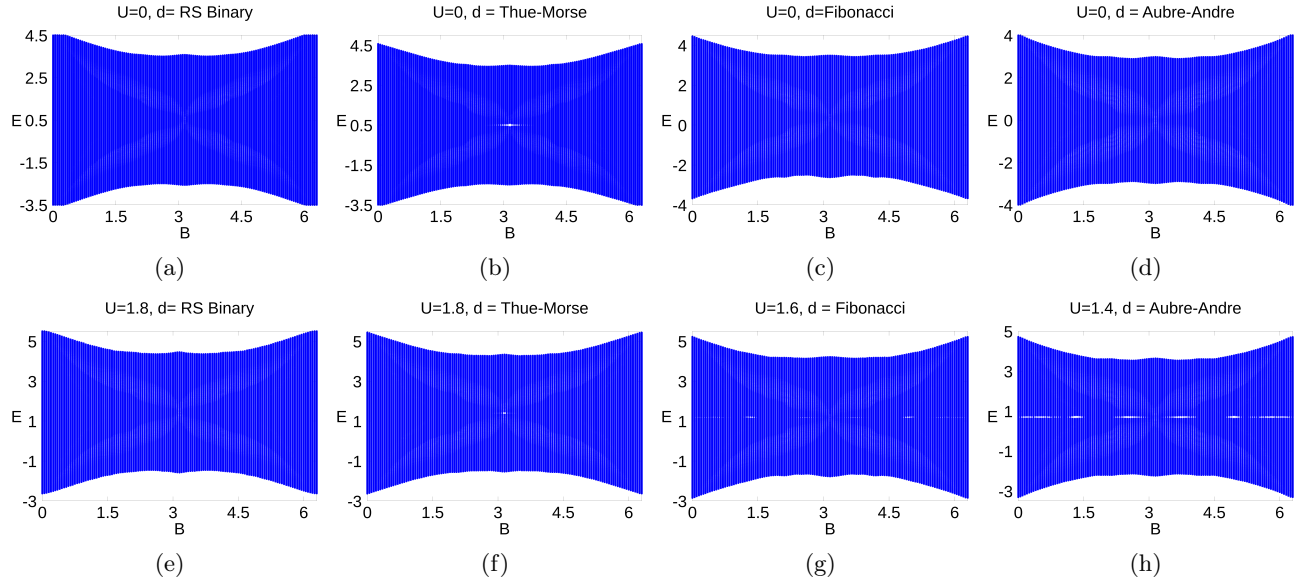 U=0, d= RS Binary
4.5
2.5
E 0.5
-1.5
-3.5
0 1.5 3 4.5 6
B
(a)
U=0, d = Thue-Morse
4.5
2.5
E 0.5
-1.5
-3.5
0 1.5 3 4.5 6
B
(b)
U=0, d=Fibonacci
4
2
E 0
-2
-4
0 1.5 3 4.5 6
B
(c)
U=0, d = Aubre-Andre
4
2
E 0
-2
-4
0 1.5 3 4.5 6
B
(d)
U=1.8, d= RS Binary
5
3
E 1
-1
-3
0 1.5 3 4.5 6
B
(e)
U=1.8, d = Thue-Morse
5
3
E 1
-1
-3
0 1.5 3 4.5 6
B
(f)
U=1.6, d = Fibonacci
5
3
E 1
-1
-3
0 1.5 3 4.5 6
B
(g)
U=1.4, d = Aubre-Andre
5
3
E 1
-1
-3
0 1.5 3 4.5 6
B
(h)